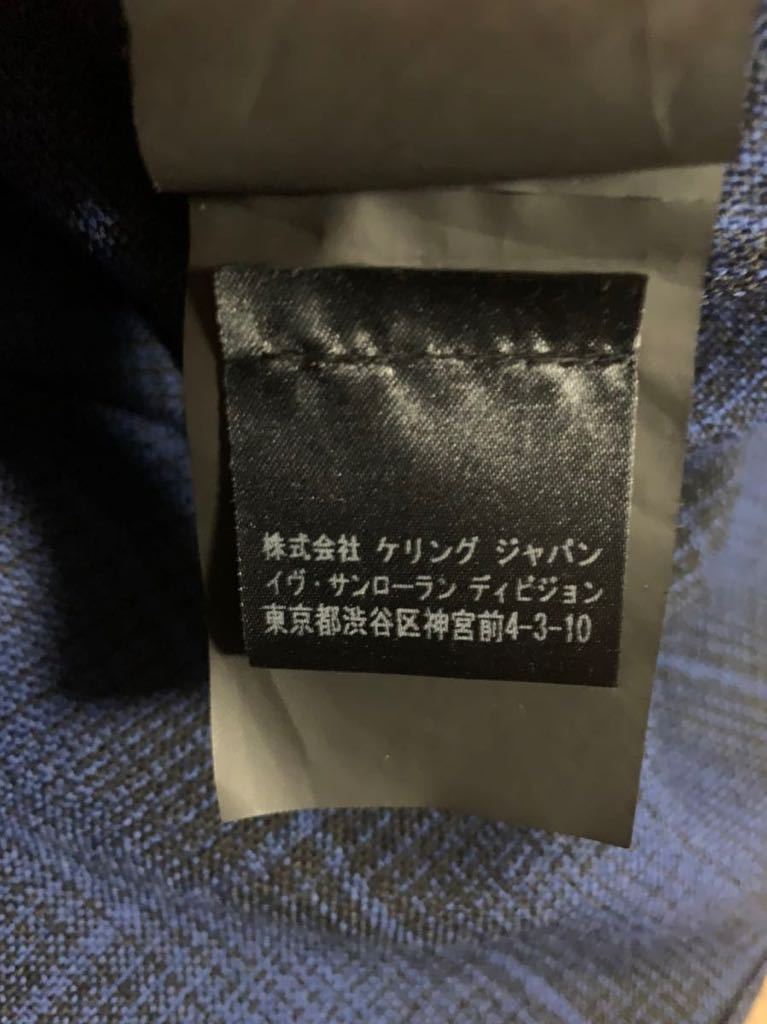 株式会社 ケリング ジャパン
イヴ・サンローラン ディビジョン
東京都渋谷区神宮前4-3-10